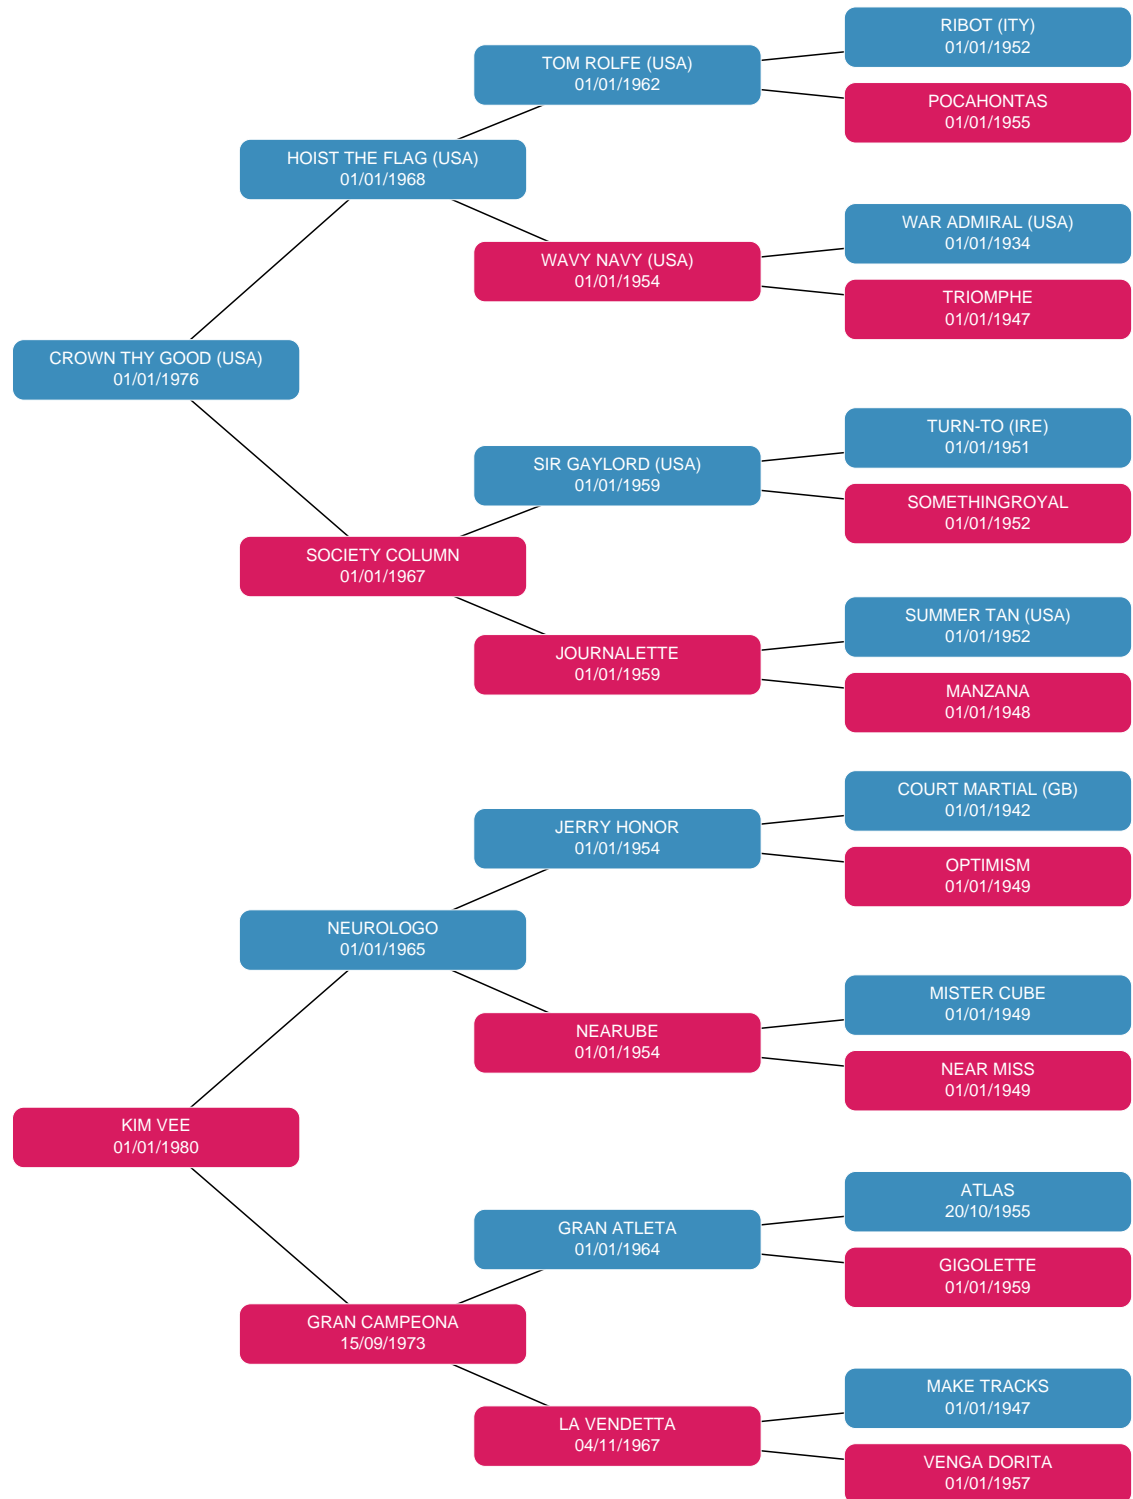 RIBOT (ITY)
01/01/1952
TOM ROLFE (USA)
01/01/1962
POCAHONTAS
01/01/1955
HOIST THE FLAG (USA)
01/01/1968
WAR ADMIRAL (USA)
01/01/1934
WAVY NAVY (USA)
01/01/1954
TRIOMPHE
01/01/1947
CROWN THY GOOD (USA)
01/01/1976
TURN-TO (IRE)
01/01/1951
SIR GAYLORD (USA)
01/01/1959
SOMETHINGROYAL
01/01/1952
SOCIETY COLUMN
01/01/1967
SUMMER TAN (USA)
01/01/1952
JOURNALETTE
01/01/1959
MANZANA
01/01/1948
COURT MARTIAL (GB)
01/01/1942
JERRY HONOR
01/01/1954
OPTIMISM
01/01/1949
NEUROLOGO
01/01/1965
MISTER CUBE
01/01/1949
NEARUBE
01/01/1954
NEAR MISS
01/01/1949
KIM VEE
01/01/1980
ATLAS
20/10/1955
GRAN ATLETA
01/01/1964
GIGOLETTE
01/01/1959
GRAN CAMPEONA
15/09/1973
MAKE TRACKS
01/01/1947
LA VENDETTA
04/11/1967
VENGA DORITA
01/01/1957